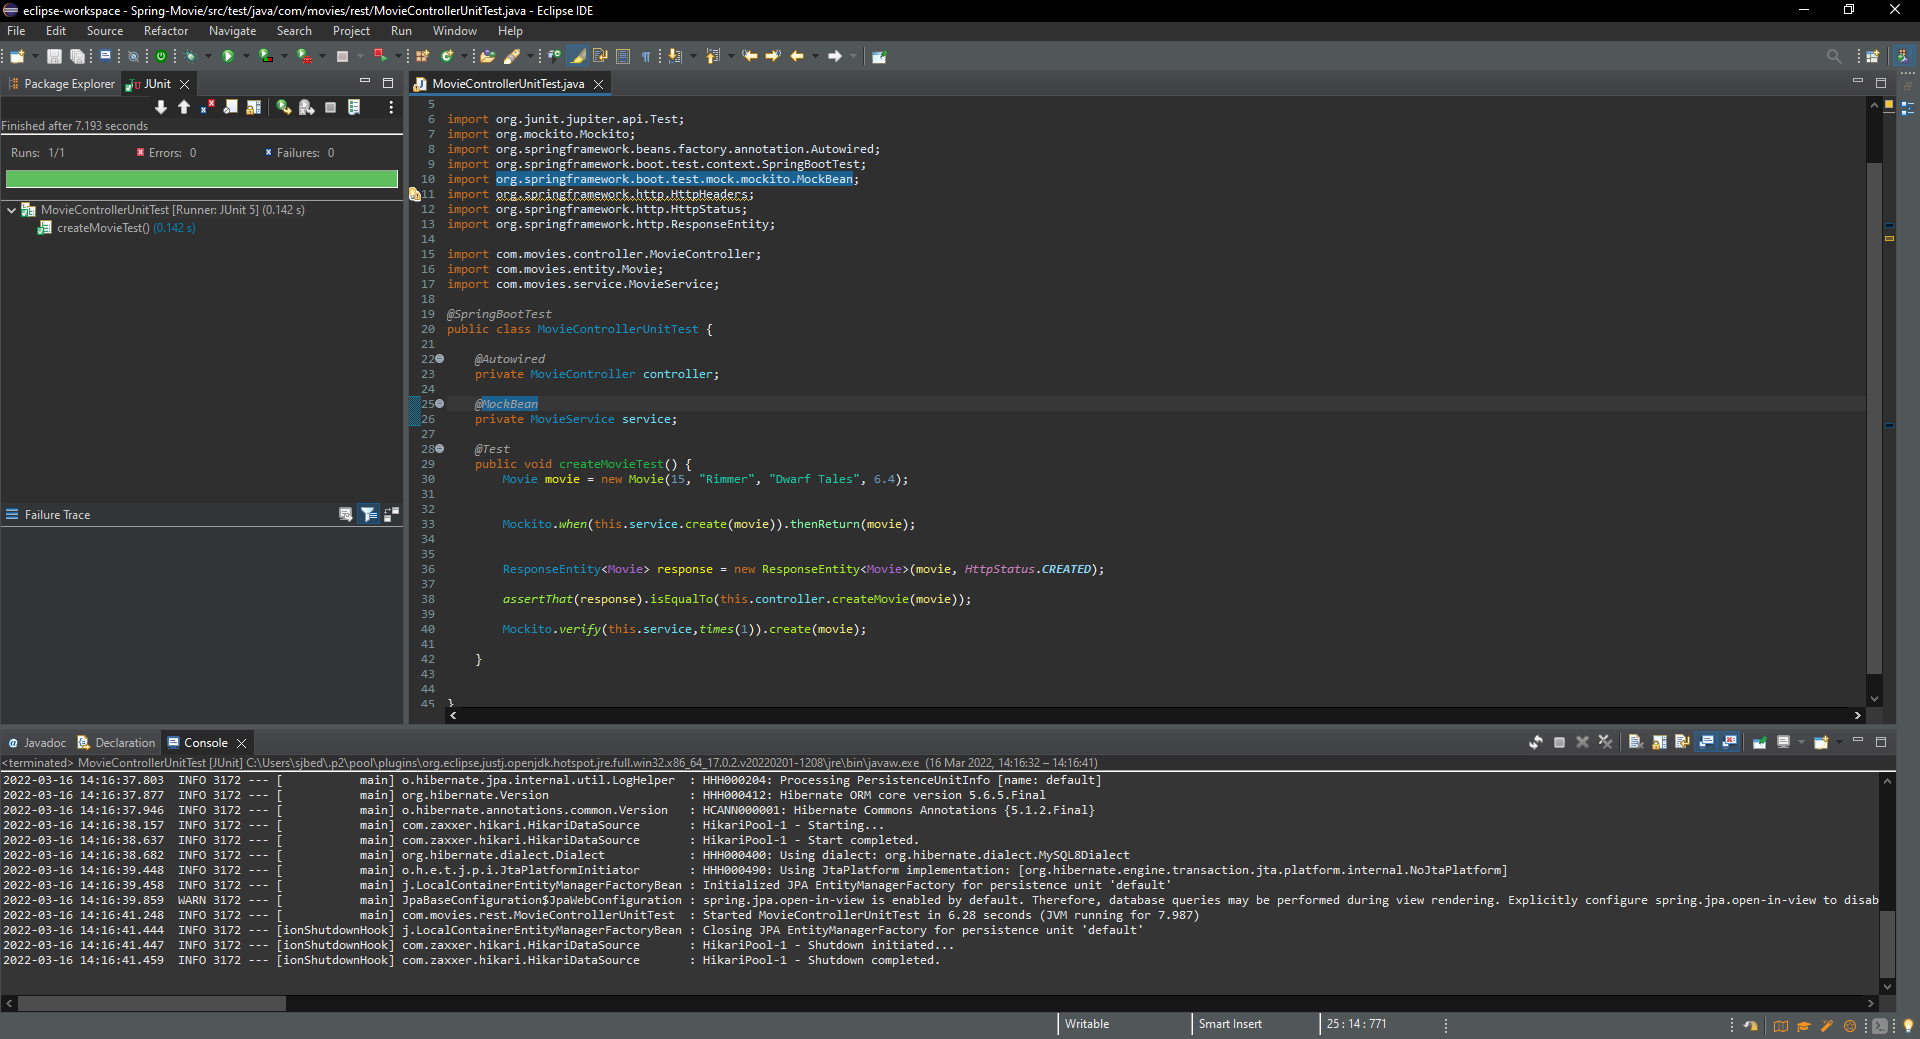 eclipse-workspace - Spring-Movie/src/test/java/com/movies/rest/MovieControllerUnitTest.java - Eclipse IDE
File Edit Source Refactor Navigate Search Project Run Window Help
Package Explorer JUnit
Finished after 7.193 seconds
Runs: 1/1 Errors: 0 Failures: 0
MovieControllerUnitTest [Runner: JUnit 5] (0.142 s)
createMovieTest() (0.142 s)
Failure Trace
MovieControllerUnitTest.java
5
6 import org.junit.jupiter.api.Test;
7 import org.mockito.Mockito;
8 import org.springframework.beans.factory.annotation.Autowired;
9 import org.springframework.boot.test.context.SpringBootTest;
10 import org.springframework.boot.test.mock.mockito.MockBean;
11 import org.springframework.http.HttpHeaders;
12 import org.springframework.http.HttpStatus;
13 import org.springframework.http.ResponseEntity;
14
15 import com.movies.controller.MovieController;
16 import com.movies.entity.Movie;
17 import com.movies.service.MovieService;
18
19 @SpringBootTest
20 public class MovieControllerUnitTest {
21
22 @Autowired
23 private MovieController controller;
24
25 @MockBean
26 private MovieService service;
27
28 @Test
29 public void createMovieTest() {
30 Movie movie = new Movie(15, "Rimmer", "Dwarf Tales", 6.4);
31
32
33 Mockito.when(this.service.create(movie)).thenReturn(movie);
34
35
36 ResponseEntity<Movie> response = new ResponseEntity<Movie>(movie, HttpStatus.CREATED);
37
38 assertThat(response).isEqualTo(this.controller.createMovie(movie));
39
40 Mockito.verify(this.service,times(1)).create(movie);
41
42 }
43
44
45 }
Javadoc Declaration Console
<terminated> MovieControllerUnitTest [JUnit] C:\Users\sjbed\.p2\pool\plugins\org.eclipse.justj.openjdk.hotspot.jre.full.win32.x86_64_17.0.2.v20220201-1208\jre\bin\javaw.exe (16 Mar 2022, 14:16:32 – 14:16:41)
2022-03-16 14:16:37.803 INFO 3172 --- [ main] o.hibernate.jpa.internal.util.LogHelper : HHH000204: Processing PersistenceUnitInfo [name: default]
2022-03-16 14:16:37.877 INFO 3172 --- [ main] org.hibernate.Version : HHH000412: Hibernate ORM core version 5.6.5.Final
2022-03-16 14:16:37.946 INFO 3172 --- [ main] o.hibernate.annotations.common.Version : HCANN000001: Hibernate Commons Annotations {5.1.2.Final}
2022-03-16 14:16:38.157 INFO 3172 --- [ main] com.zaxxer.hikari.HikariDataSource : HikariPool-1 - Starting...
2022-03-16 14:16:38.637 INFO 3172 --- [ main] com.zaxxer.hikari.HikariDataSource : HikariPool-1 - Start completed.
2022-03-16 14:16:38.682 INFO 3172 --- [ main] org.hibernate.dialect.Dialect : HHH000400: Using dialect: org.hibernate.dialect.MySQL8Dialect
2022-03-16 14:16:39.448 INFO 3172 --- [ main] o.h.e.t.j.p.i.JtaPlatformInitiator : HHH000490: Using JtaPlatform implementation: [org.hibernate.engine.transaction.jta.platform.internal.NoJtaPlatform]
2022-03-16 14:16:39.458 INFO 3172 --- [ main] j.LocalContainerEntityManagerFactoryBean : Initialized JPA EntityManagerFactory for persistence unit 'default'
2022-03-16 14:16:39.859 WARN 3172 --- [ main] JpaBaseConfiguration$JpaWebConfiguration : spring.jpa.open-in-view is enabled by default. Therefore, database queries may be performed during view rendering. Explicitly configure spring.jpa.open-in-view to disab
2022-03-16 14:16:41.248 INFO 3172 --- [ main] com.movies.rest.MovieControllerUnitTest : Started MovieControllerUnitTest in 6.28 seconds (JVM running for 7.987)
2022-03-16 14:16:41.444 INFO 3172 --- [ionShutdownHook] j.LocalContainerEntityManagerFactoryBean : Closing JPA EntityManagerFactory for persistence unit 'default'
2022-03-16 14:16:41.447 INFO 3172 --- [ionShutdownHook] com.zaxxer.hikari.HikariDataSource : HikariPool-1 - Shutdown initiated...
2022-03-16 14:16:41.459 INFO 3172 --- [ionShutdownHook] com.zaxxer.hikari.HikariDataSource : HikariPool-1 - Shutdown completed.
Writable Smart Insert 25 : 14 : 771